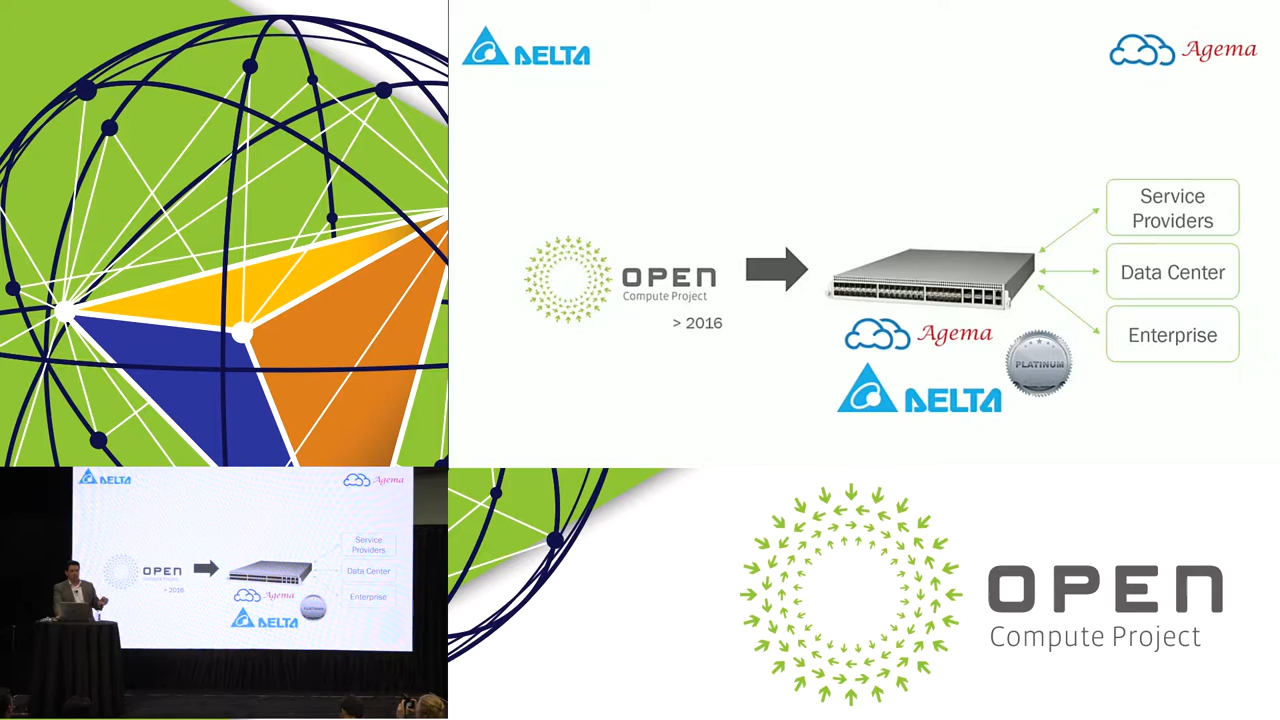 DELTA
Agema
Service
Providers
OPEN
Compute Project
> 2016
Data Center
Agema
Enterprise
PLATINUM
DELTA
DELTA
Agema
Service
Providers
OPEN
Compute Project
> 2016
Data Center
Agema
Enterprise
PLATINUM
DELTA
OPEN
Compute Project